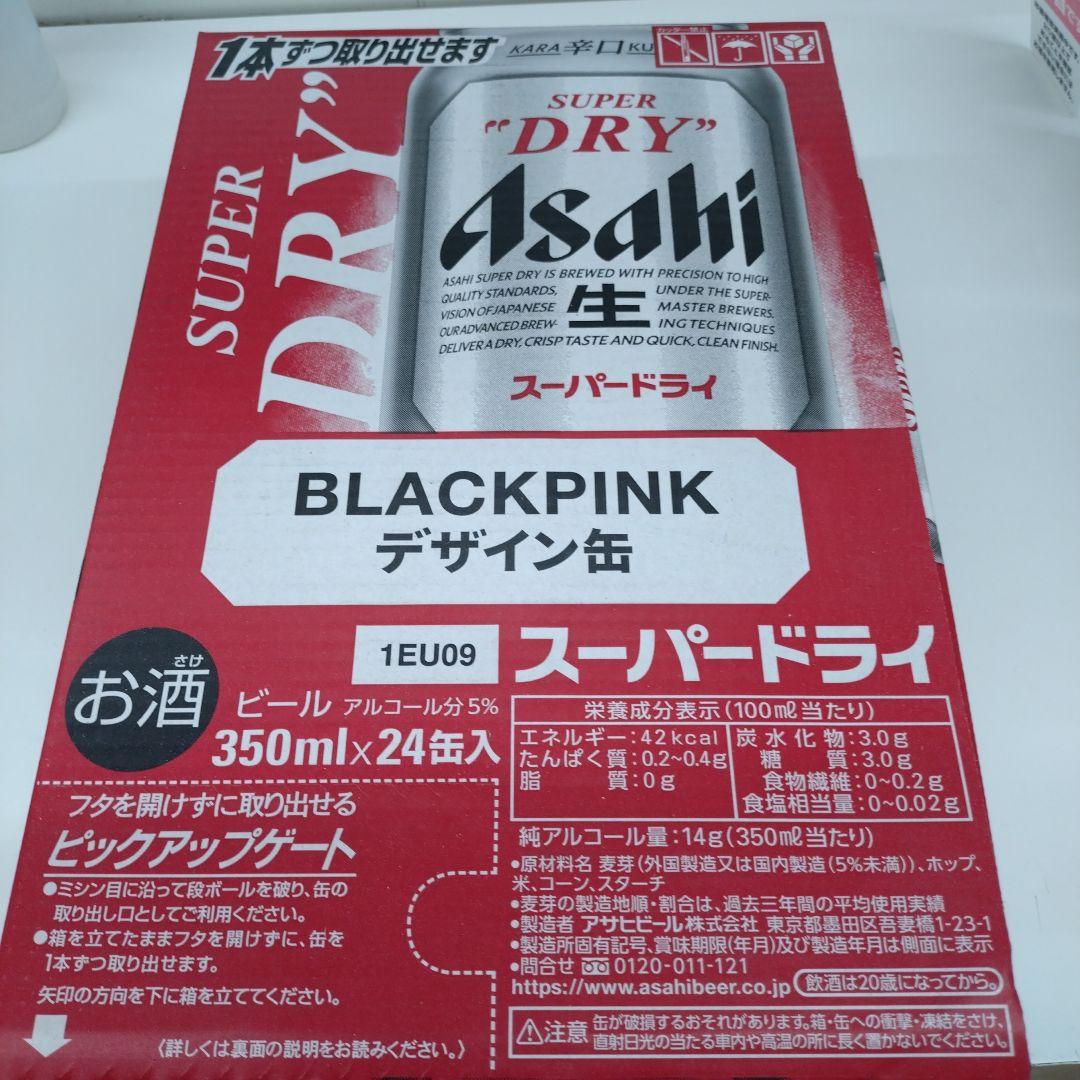 1本ずつ取り出せます
KARA 辛口 KU
カッター禁止
SUPER
"DRY"
SUPER
"DRY"
Asahi
ASAHI SUPER DRY IS BREWED WITH PRECISION TO HIGH
QUALITY STANDARDS, UNDER THE SUPER-
VISION OF JAPANESE MASTER BREWERS.
OUR ADVANCED BREW- ING TECHNIQUES
DELIVER A DRY, CRISP TASTE AND QUICK, CLEAN FINISH.
生
スーパードライ
BLACKPINK
デザイン缶
さけ
お酒
1EU09
スーパードライ
ビール アルコール分5%
350ml×24缶入
栄養成分表示(100ml当たり)
エネルギー:42kcal
たんぱく質:0.2~0.4g
脂質:0g
炭水化物:3.0g
糖質:3.0g
食物繊維:0~0.2g
食塩相当量:0~0.02g
純アルコール量:14g(350ml当たり)
•原材料名 麦芽(外国製造又は国内製造(5%未満))、ホップ、
米、コーン、スターチ
•麦芽の製造地順・割合は、過去三年間の平均使用実績
•製造者 アサヒビール株式会社 東京都墨田区吾妻橋1-23-1
•製造所固有記号、賞味期限(年月)及び製造年月は側面に表示
•問合せ 0120-011-121
https://www.asahibeer.co.jp 飲酒は20歳になってから。
注意 缶が破損するおそれがあります。箱・缶への衝撃・凍結をさけ、
直射日光の当たる車内や高温の所に長く置かないでください。
フタを開けずに取り出せる
ピックアップゲート
●ミシン目に沿って段ボールを破り、缶の
取り出し口としてご利用ください。
●箱を立てたままフタを開けずに、缶を
1本ずつ取り出せます。
矢印の方向を下に箱を立ててください。
〈詳しくは裏面の説明をお読みください。〉